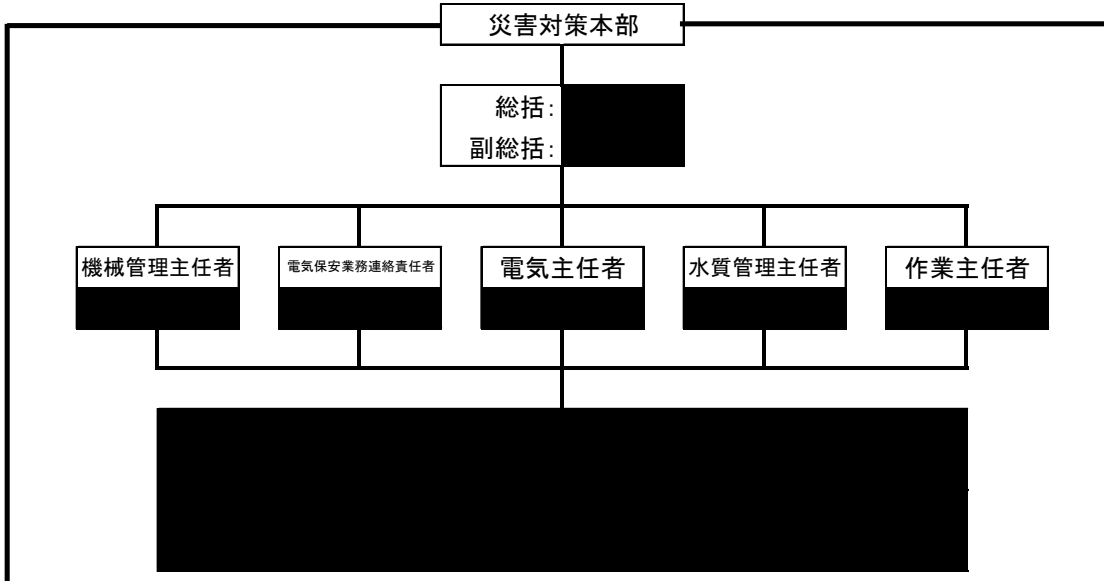 災害対策本部
総括:
副総括:
機械管理主任者
電気保安業務連絡責任者
電気主任者
水質管理主任者
作業主任者